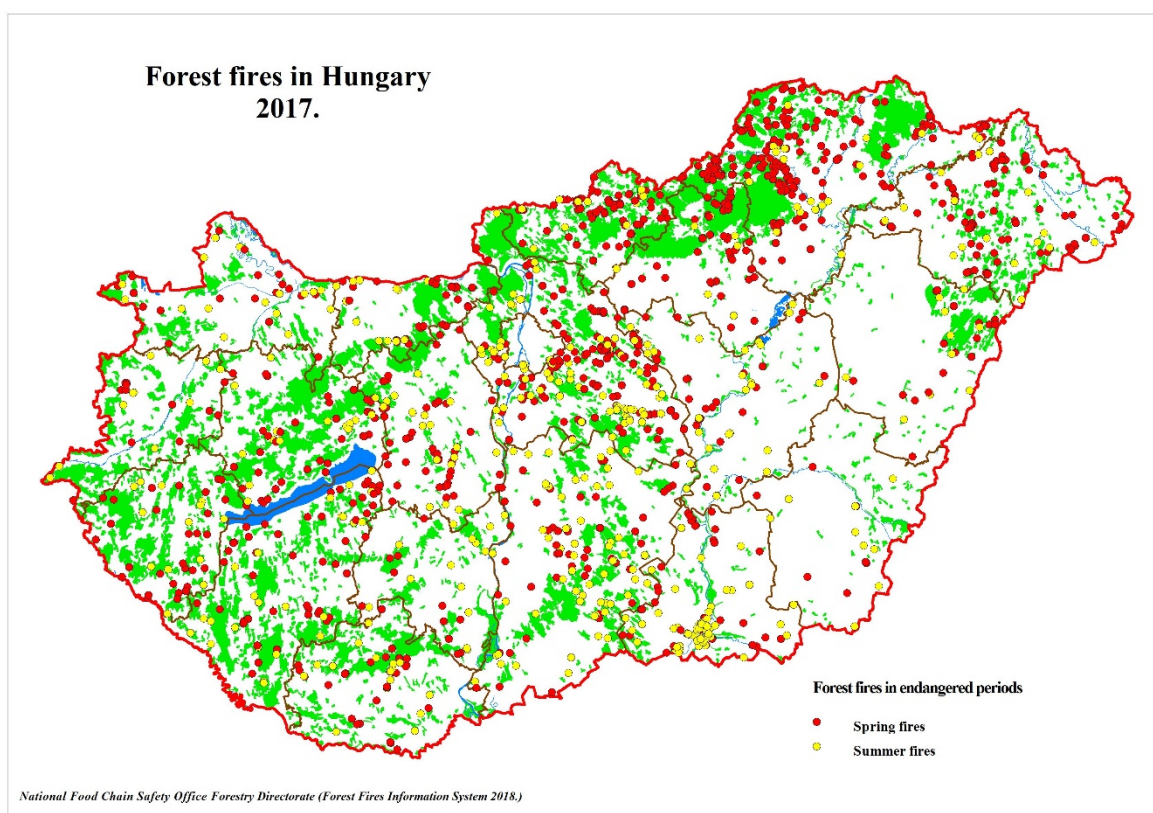 Forest fires in Hungary
2017.
Forest fires in endangered periods
Spring fires
Summer fires
National Food Chain Safety Office Forestry Directorate (Forest Fires Information System 2018.)